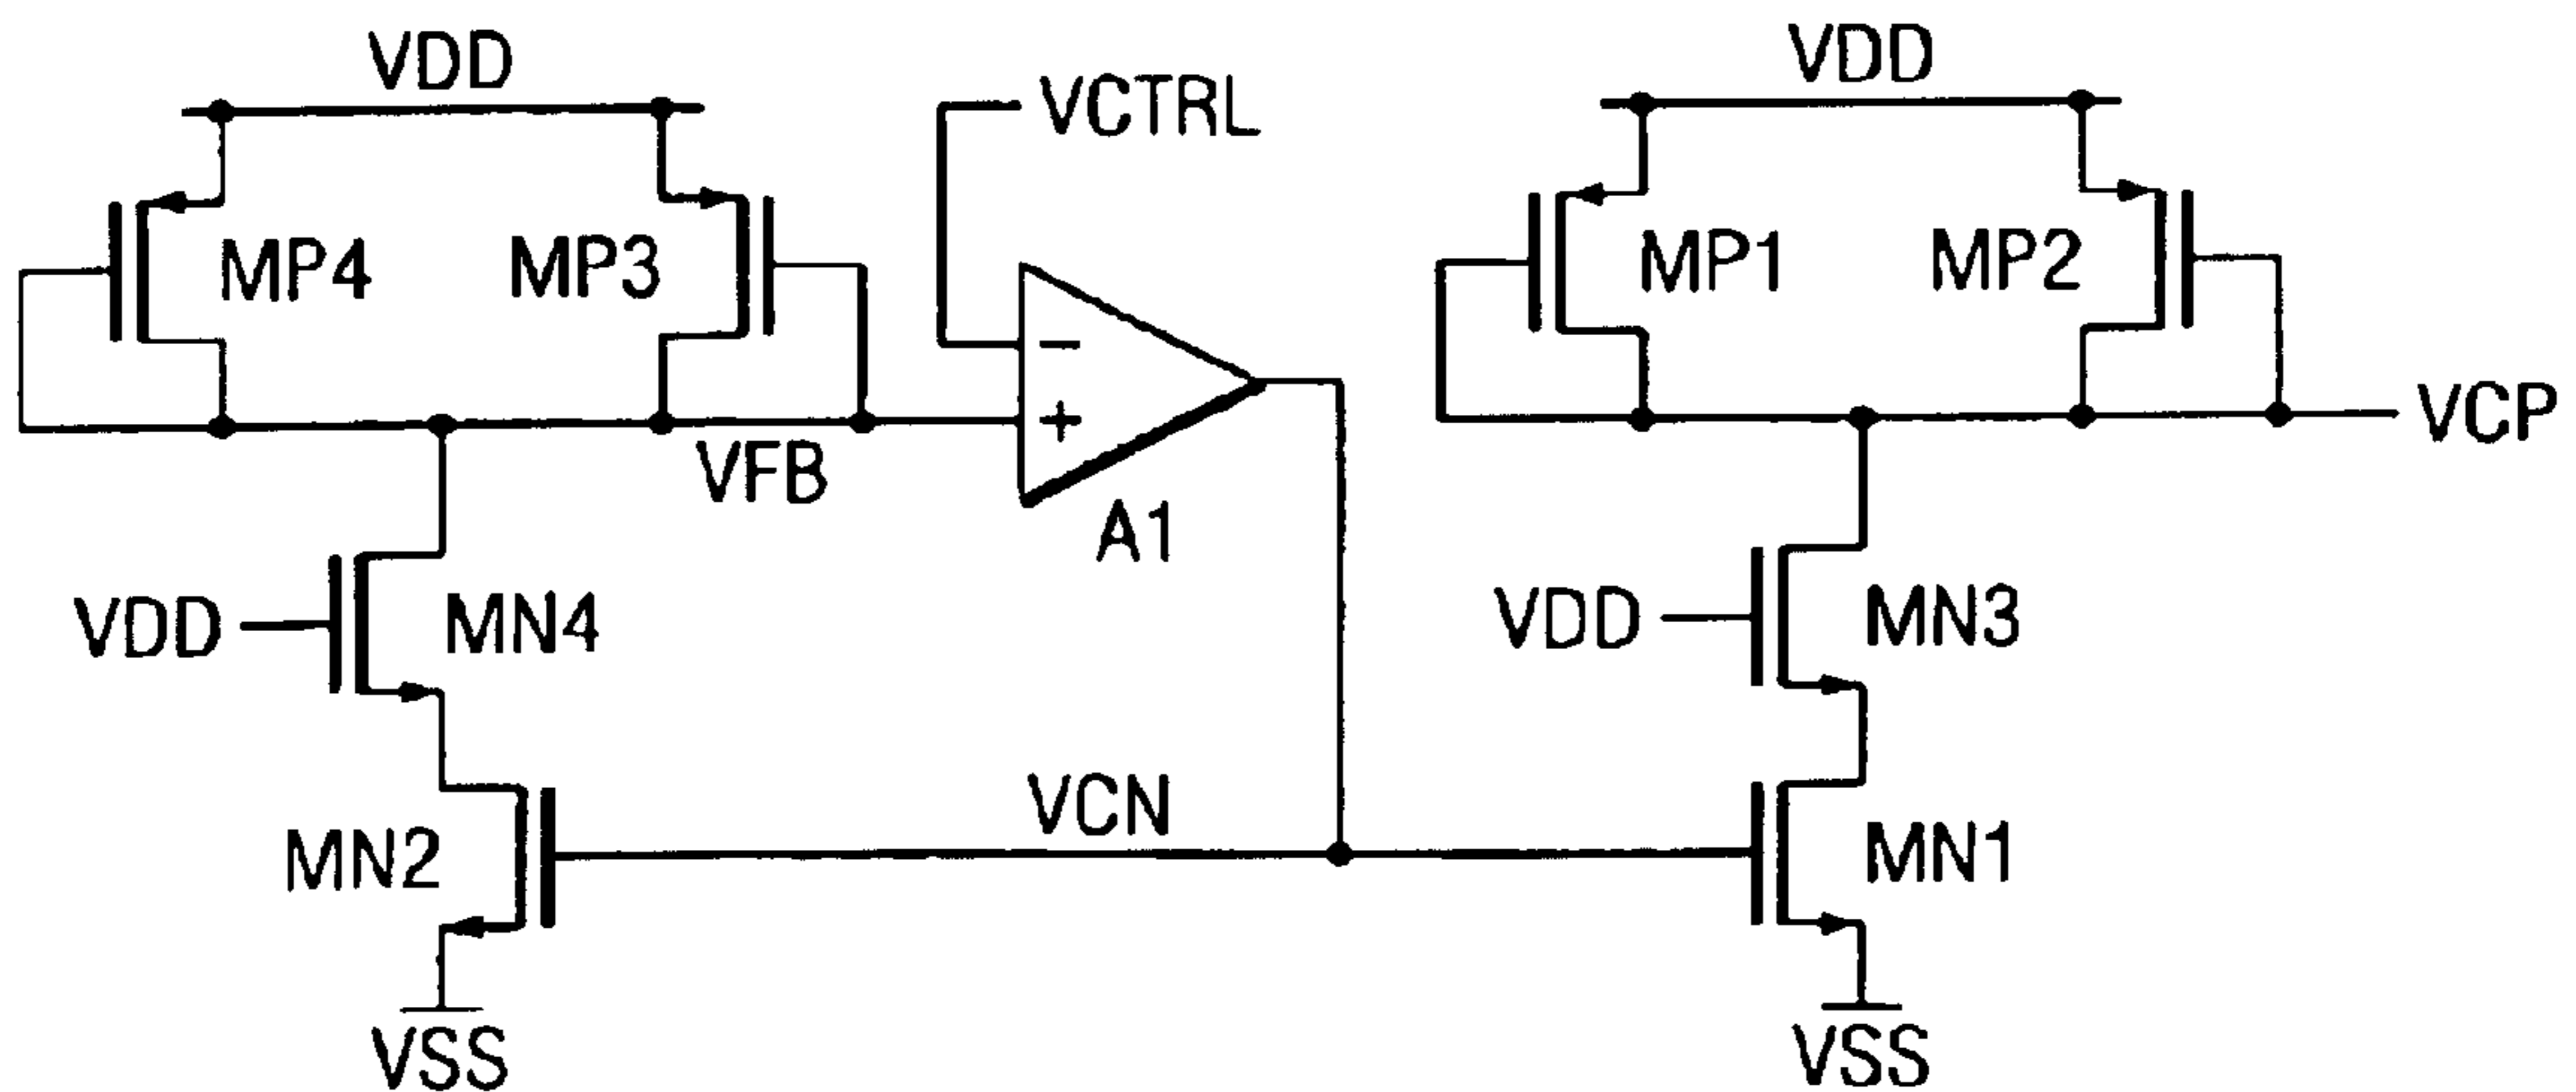 VDD
VCTRL
VDD
MP4
MP3
MP1
MP2
−
+
VFB
A1
VCP
VDD
MN4
VDD
MN3
VCN
MN2
MN1
VSS
VSS